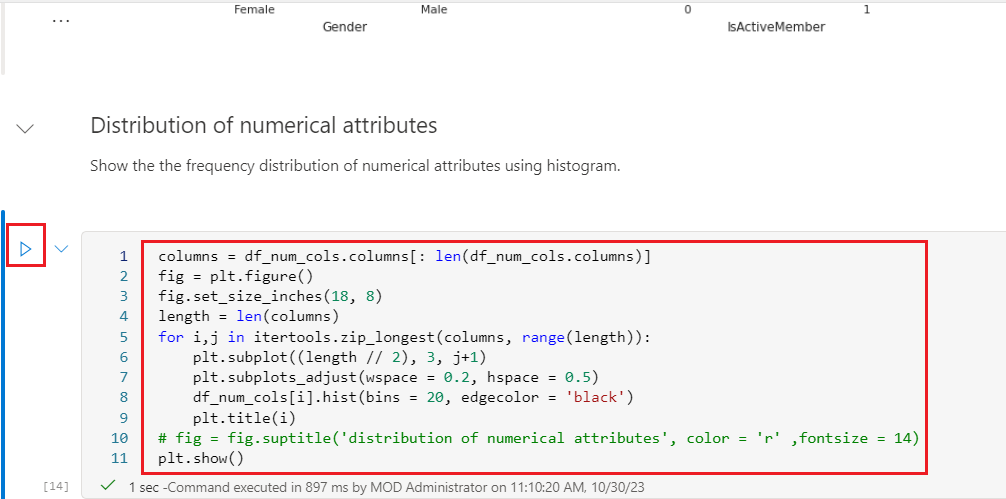 ...
Female Male 0 1
Gender IsActiveMember
Distribution of numerical attributes
Show the the frequency distribution of numerical attributes using histogram.
1 columns = df_num_cols.columns[: len(df_num_cols.columns)]
2 fig = plt.figure()
3 fig.set_size_inches(18, 8)
4 length = len(columns)
5 for i,j in itertools.zip_longest(columns, range(length)):
6     plt.subplot((length // 2), 3, j+1)
7     plt.subplots_adjust(wspace = 0.2, hspace = 0.5)
8     df_num_cols[i].hist(bins = 20, edgecolor = 'black')
9     plt.title(i)
10 # fig = fig.suptitle('distribution of numerical attributes', color = 'r' ,fontsize = 14)
11 plt.show()
[14] 1 sec -Command executed in 897 ms by MOD Administrator on 11:10:20 AM, 10/30/23